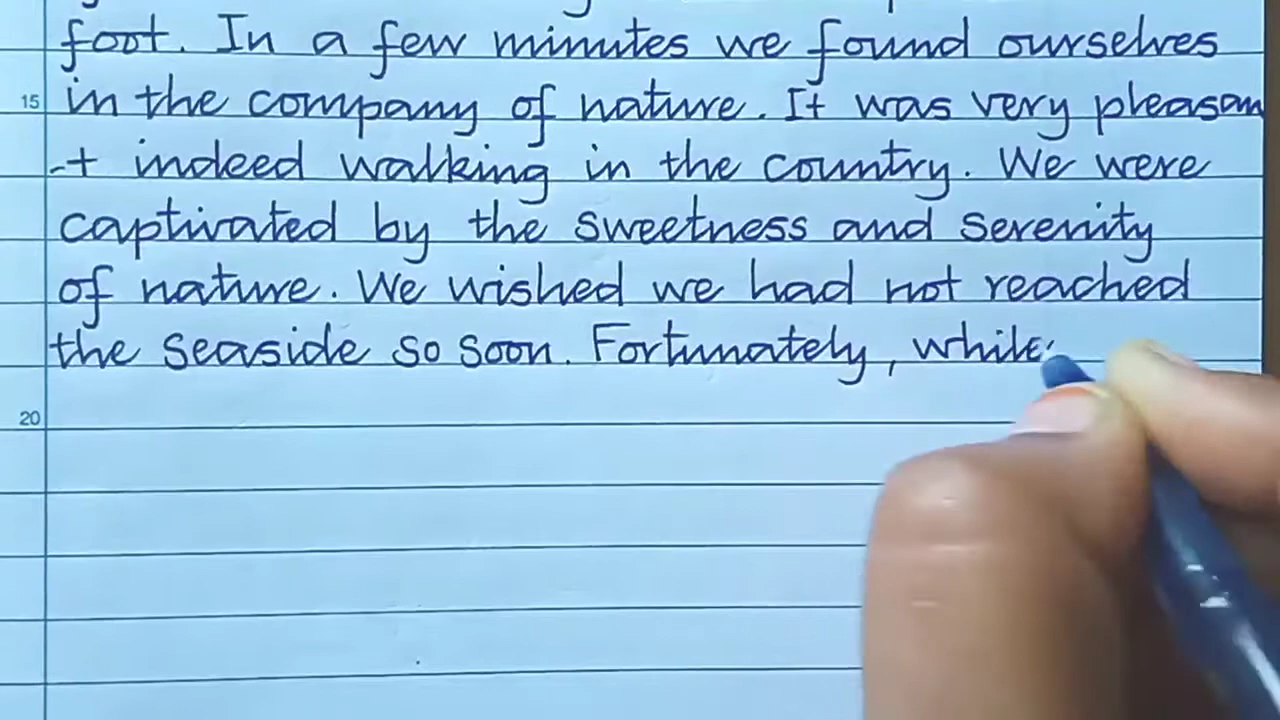 foot. In a few minutes we found ourselves
15 in the company of nature. It was very pleasan
-t indeed walking in the country. We were
captivated by the sweetness and serenity
of nature. We wished we had not reached
the seaside so soon. Fortunately, while
20